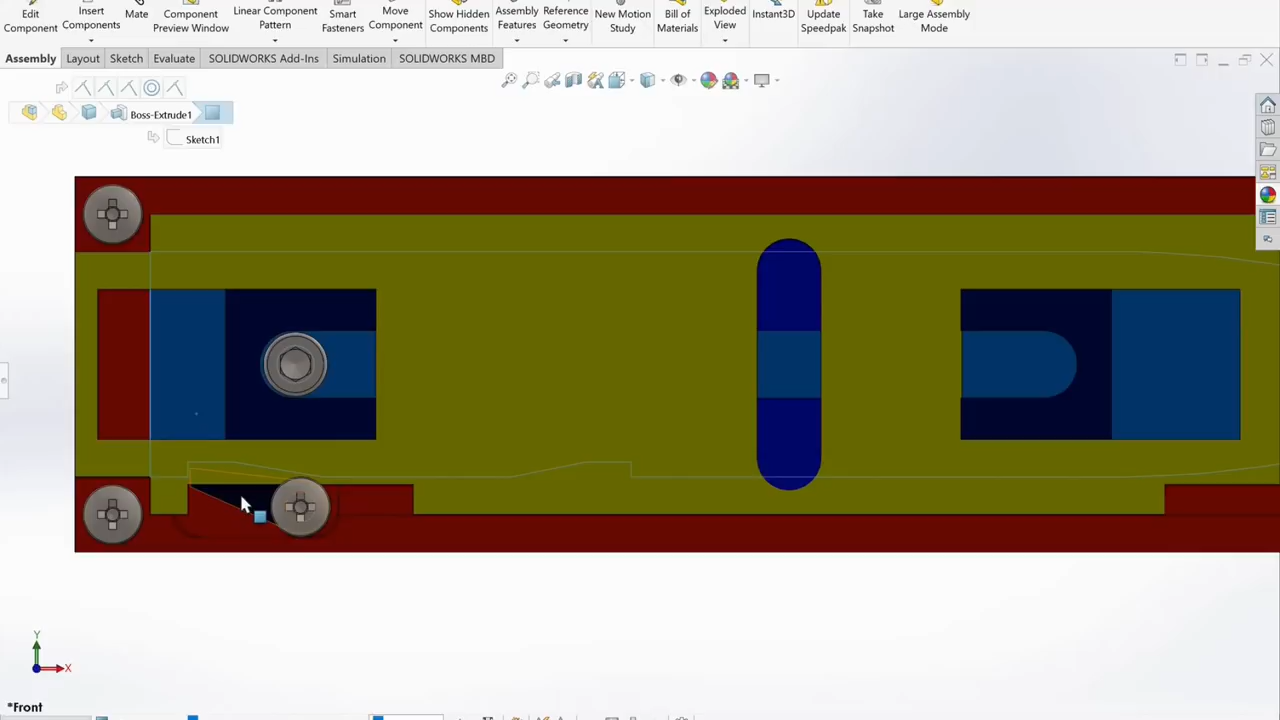 Edit Component
Insert Components
Mate
Component Preview Window
Linear Component Pattern
Smart Fasteners
Move Component
Show Hidden Components
Assembly Features
Reference Geometry
New Motion Study
Bill of Materials
Exploded View
Instant3D
Update Speedpak
Take Snapshot
Large Assembly Mode
Assembly
Layout
Sketch
Evaluate
SOLIDWORKS Add-Ins
Simulation
SOLIDWORKS MBD
Boss-Extrude1
Sketch1
Y
X
*Front